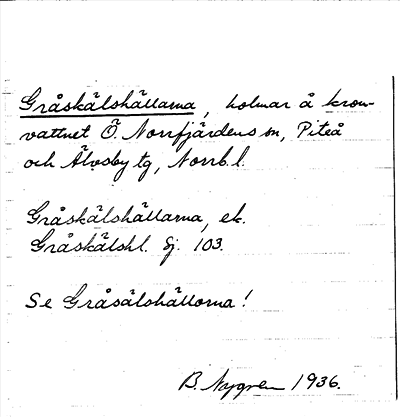 Gråskälshällarna, holmar å kron-
vattnet Ö. Norrfjärdens sn, Piteå
och Älvsby tg, Norrb. l.
Gråskälshällarna, ek.
Gråskälshl. Sj. 103.
Se Gråsälshällorna!
B. Nygren 1936.